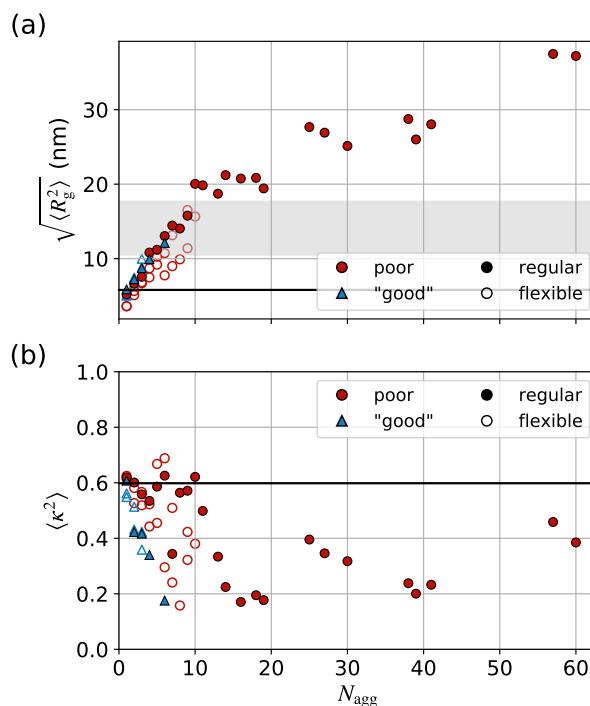 (a)
30
20
10
√⟨R_g^2⟩ (nm)
poor
regular
"good"
flexible
(b)
1.0
0.8
0.6
0.4
0.2
0.0
⟨κ^2⟩
poor
regular
"good"
flexible
0 10 20 30 40 50 60
N_agg